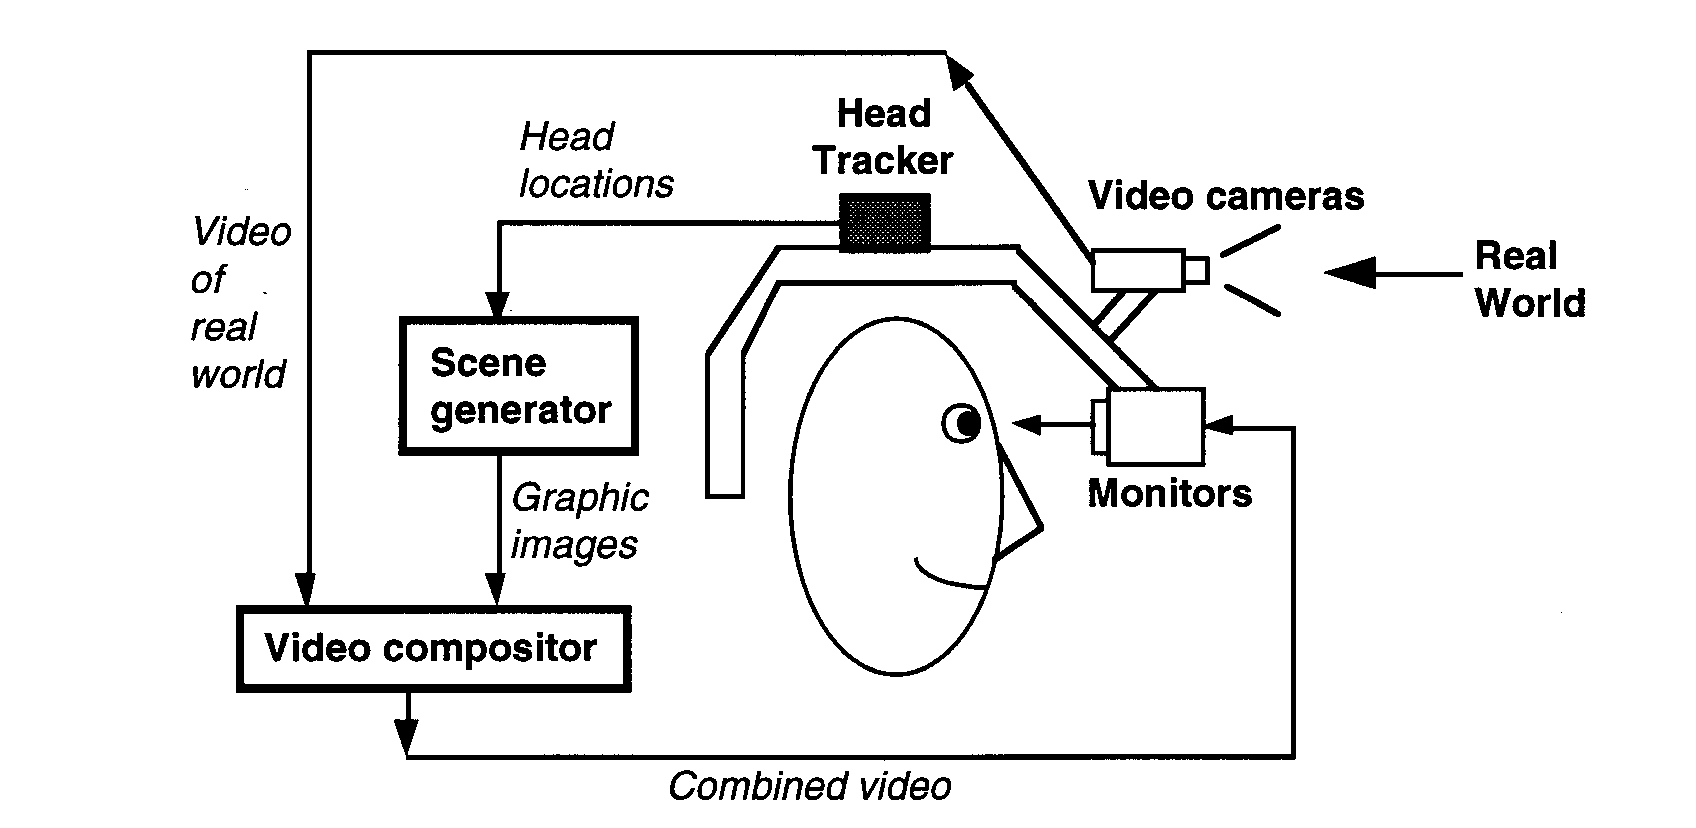 Head
Tracker
Head
locations
Video cameras
Video
of
real
world
Real
World
Scene
generator
Graphic
images
Monitors
Video compositor
Combined video